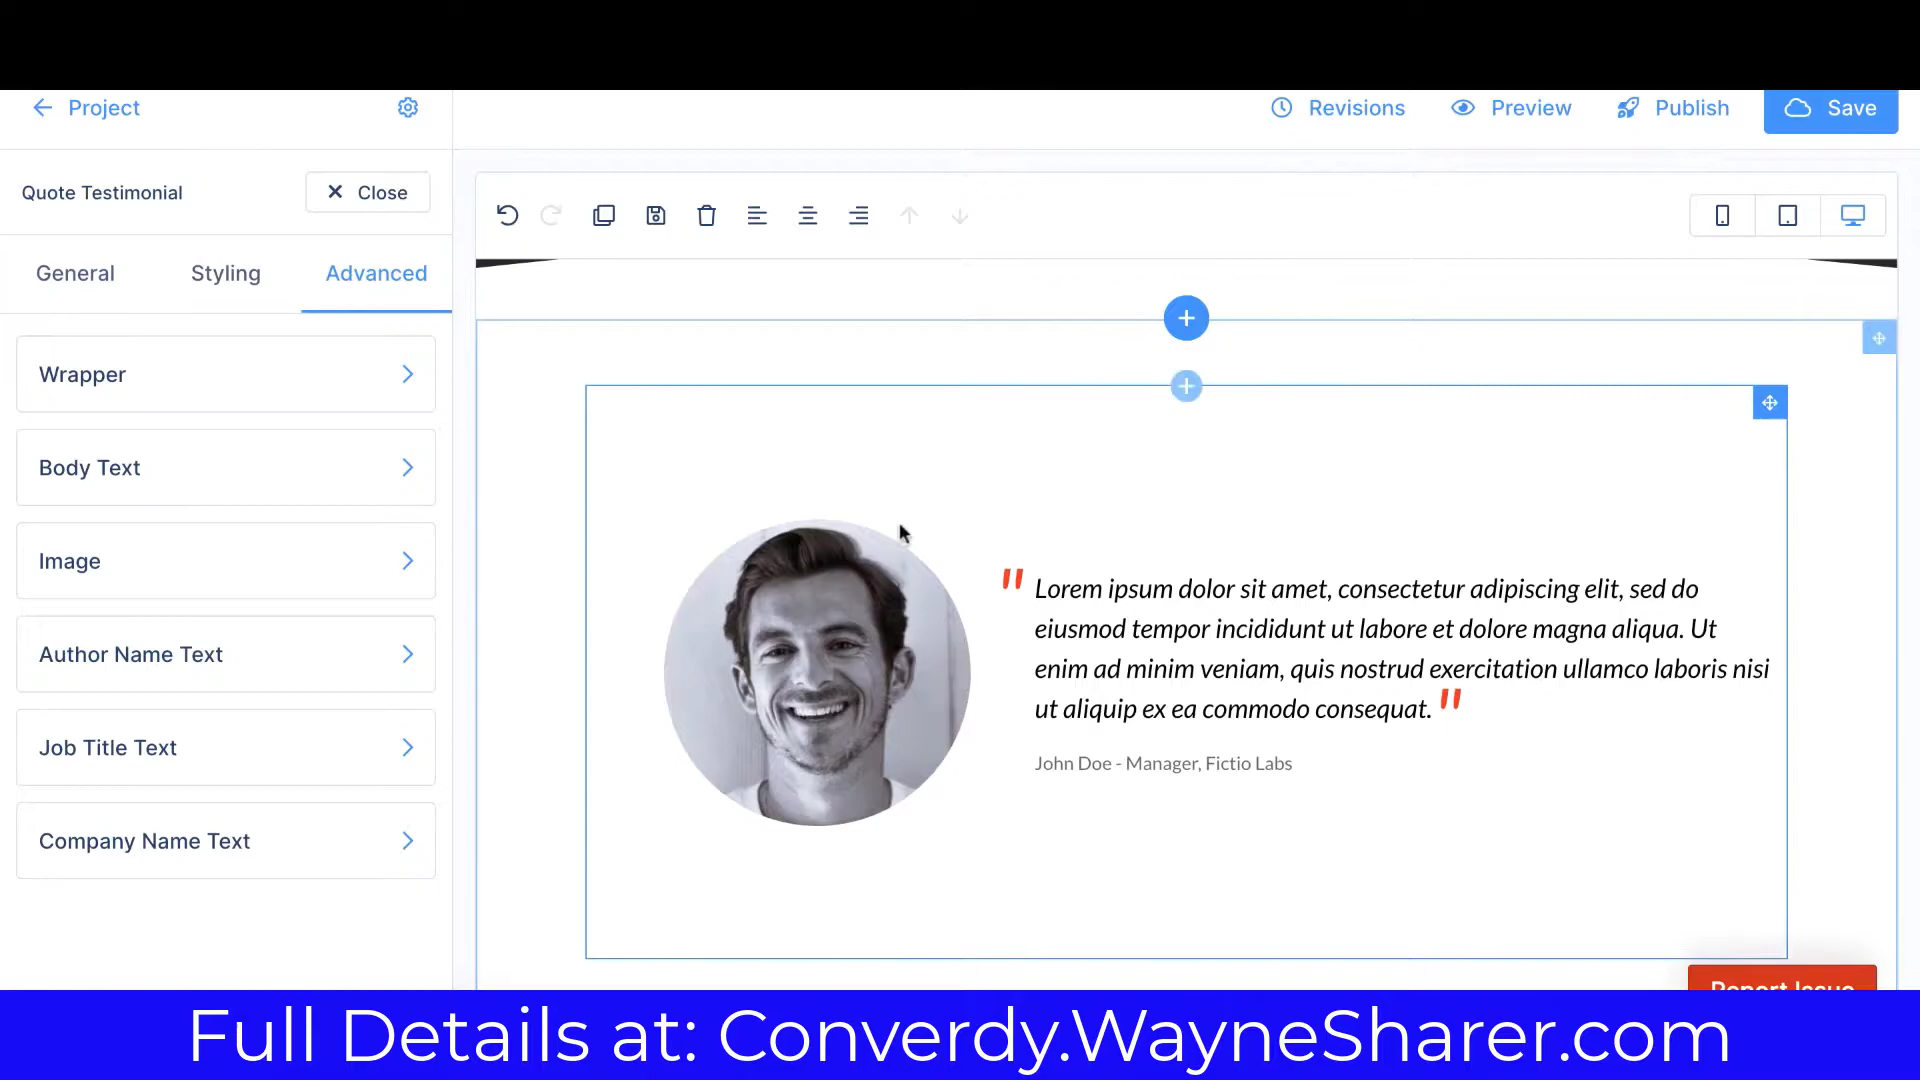 Project
Revisions
Preview
Publish
Save
Quote Testimonial
Close
General
Styling
Advanced
Wrapper
Body Text
Image
Author Name Text
Job Title Text
Company Name Text
" Lorem ipsum dolor sit amet, consectetur adipiscing elit, sed do
eiusmod tempor incididunt ut labore et dolore magna aliqua. Ut
enim ad minim veniam, quis nostrud exercitation ullamco laboris nisi
ut aliquip ex ea commodo consequat. "
John Doe - Manager, Fictio Labs
Report Issue
Full Details at: Converdy.WayneSharer.com